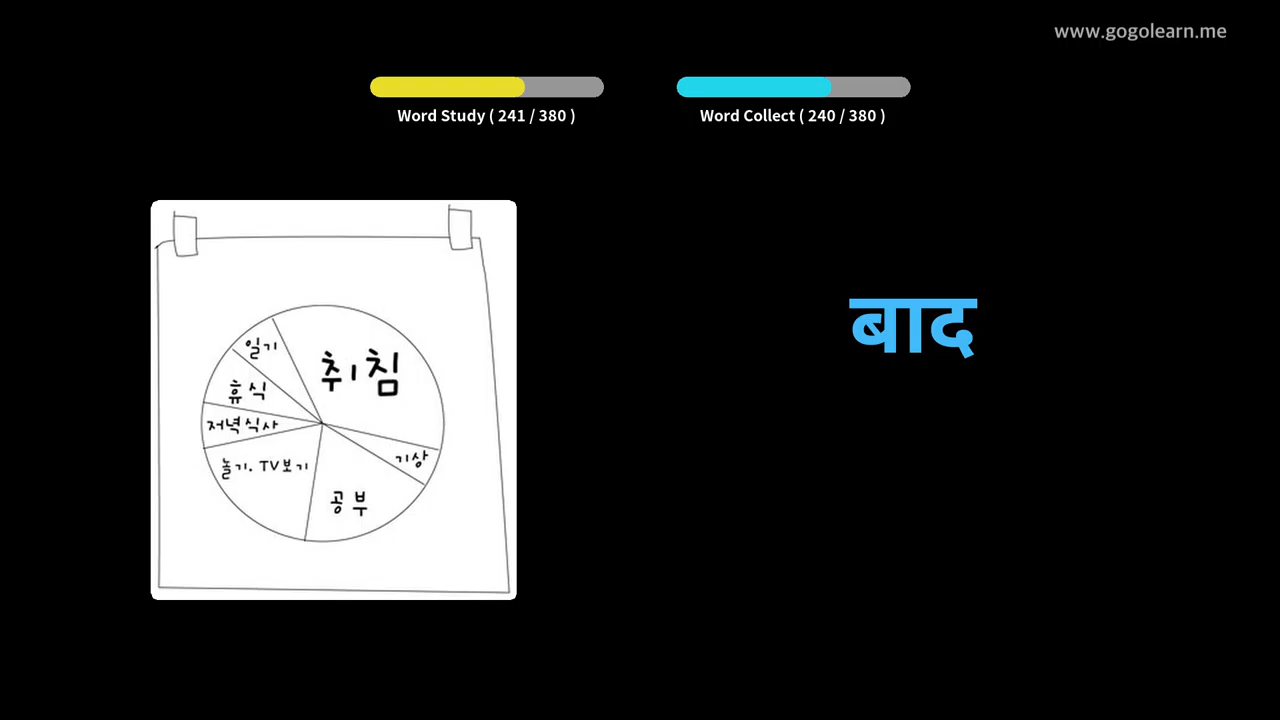 www.gogolearn.me
Word Study ( 241 / 380 )
Word Collect ( 240 / 380 )
बाद
일기
취침
휴식
저녁식사
기상
놀기. TV보기
공부